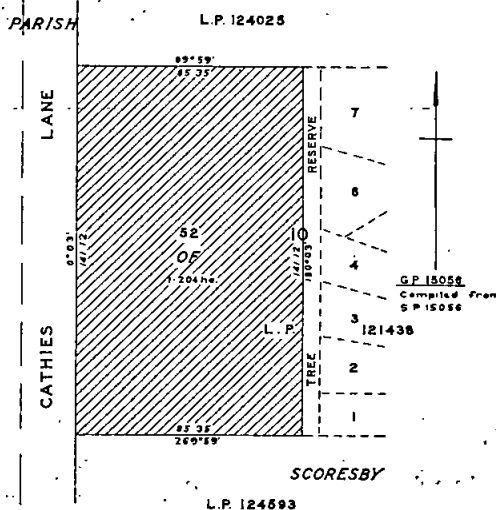 PARISH
L.P. 124025
89°59'
85·35
LANE
CATHIES
0°03'
141·12
52
OF
1·204ha.
10
141·12
180°03'
RESERVE
TREE
7
6
4
3
2
1
L.P. 121438
GP 15056
Compiled from
SP 15056
85·35
269°59'
SCORESBY
L.P. 124593